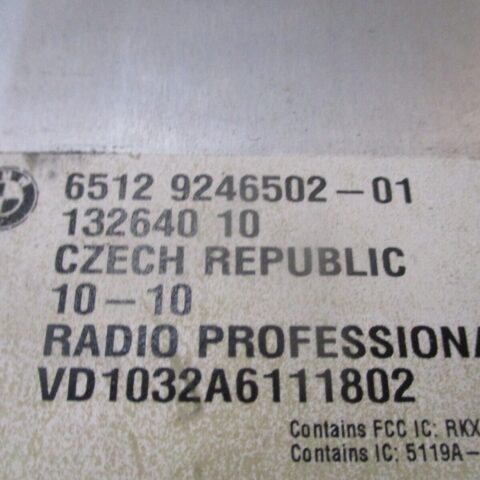 6512 9246502-01
132640 10
CZECH REPUBLIC
10-10
RADIO PROFESSIONA
VD1032A6111802
Contains FCC IC: RKX
Contains IC: 5119A-